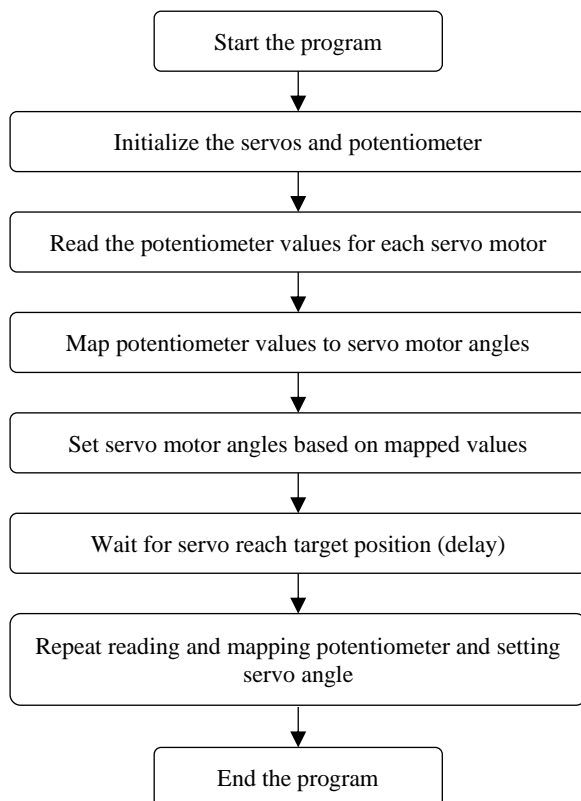 Start the program
Initialize the servos and potentiometer
Read the potentiometer values for each servo motor
Map potentiometer values to servo motor angles
Set servo motor angles based on mapped values
Wait for servo reach target position (delay)
Repeat reading and mapping potentiometer and setting
servo angle
End the program